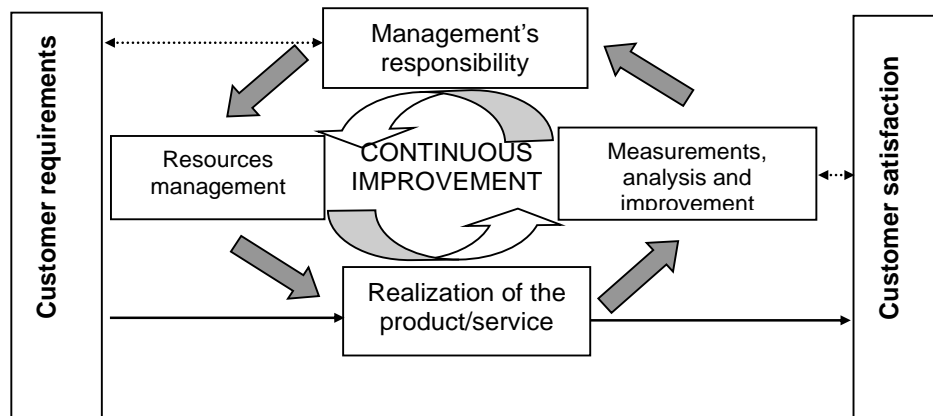 Customer requirements
Management's
responsibility
Resources
management
CONTINUOUS
IMPROVEMENT
Measurements,
analysis and
improvement
Realization of the
product/service
Customer satisfaction